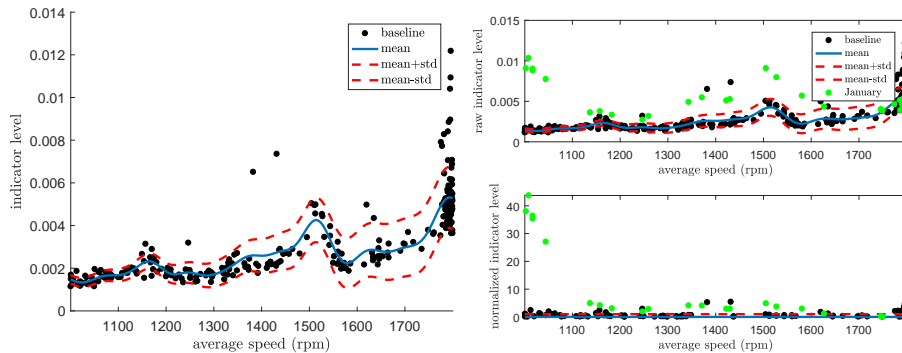 0.014
0.012
0.01
0.008
0.006
0.004
0.002
0
indicator level
1100 1200 1300 1400 1500 1600 1700
average speed (rpm)
baseline
mean
mean+std
mean-std
0.015
0.01
0.005
0
raw indicator level
1100 1200 1300 1400 1500 1600 1700
average speed (rpm)
baseline
mean
mean+std
mean-std
January
40
30
20
10
0
normalized indicator level
1100 1200 1300 1400 1500 1600 1700
average speed (rpm)